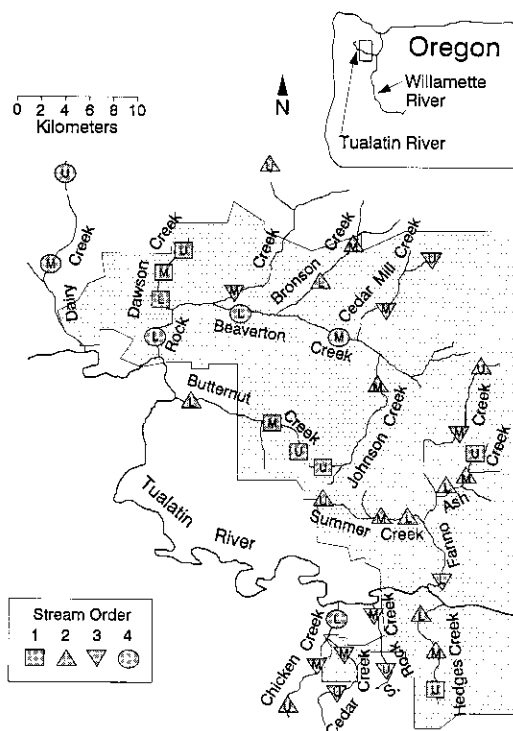 Oregon
Willamette
River
Tualatin River
N
0 2 4 6 8 10
Kilometers
U
U
M
Creek
Dairy
U
M
L
Dawson Creek
L
Rock
M
Creek
M
L
Bronson Creek
U
M
Cedar Mill Creek
L
Beaverton
M
Creek
Butternut
L
M
U
Creek
U
M
Johnson Creek
U
M
Creek
U
M
L
Ash
Creek
U
Summer
M
L
Creek
Fanno
Tualatin
River
L
M
U
Chicken Creek
M
U
Cedar Creek
M
U
S. Rock Creek
L
M
U
Hedges Creek
Stream Order
1 2 3 4